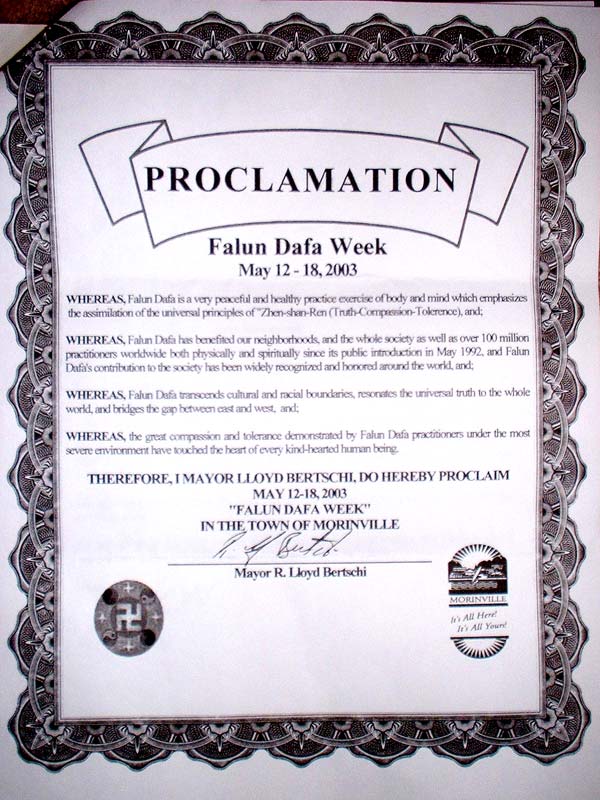 PROCLAMATION
Falun Dafa Week
May 12 - 18, 2003
WHEREAS, Falun Dafa is a very peaceful and healthy practice exercise of body and mind which emphasizes
the assimilation of the universal principles of "Zhen-shan-Ren (Truth-Compassion-Tolerence), and;
WHEREAS, Falun Dafa has benefited our neighborhoods, and the whole society as well as over 100 million
practitioners worldwide both physically and spiritually since its public introduction in May 1992, and Falun
Dafa's contribution to the society has been widely recognized and honored around the world, and;
WHEREAS, Falun Dafa transcends cultural and racial boundaries, resonates the universal truth to the whole
world, and bridges the gap between east and west, and;
WHEREAS, the great compassion and tolerance demonstrated by Falun Dafa practitioners under the most
severe environment have touched the heart of every kind-hearted human being.
THEREFORE, I MAYOR LLOYD BERTSCHI, DO HEREBY PROCLAIM
MAY 12-18, 2003
"FALUN DAFA WEEK"
IN THE TOWN OF MORINVILLE
R. Lloyd Bertschi
Mayor R. Lloyd Bertschi
MORINVILLE
It's All Here!
It's All Yours!